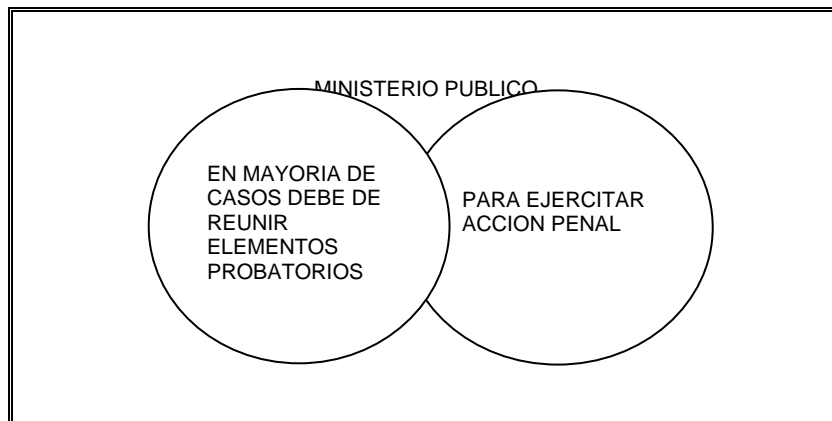 MINISTERIO PUBLICO
EN MAYORIA DE
CASOS DEBE DE
REUNIR
ELEMENTOS
PROBATORIOS
PARA EJERCITAR
ACCION PENAL